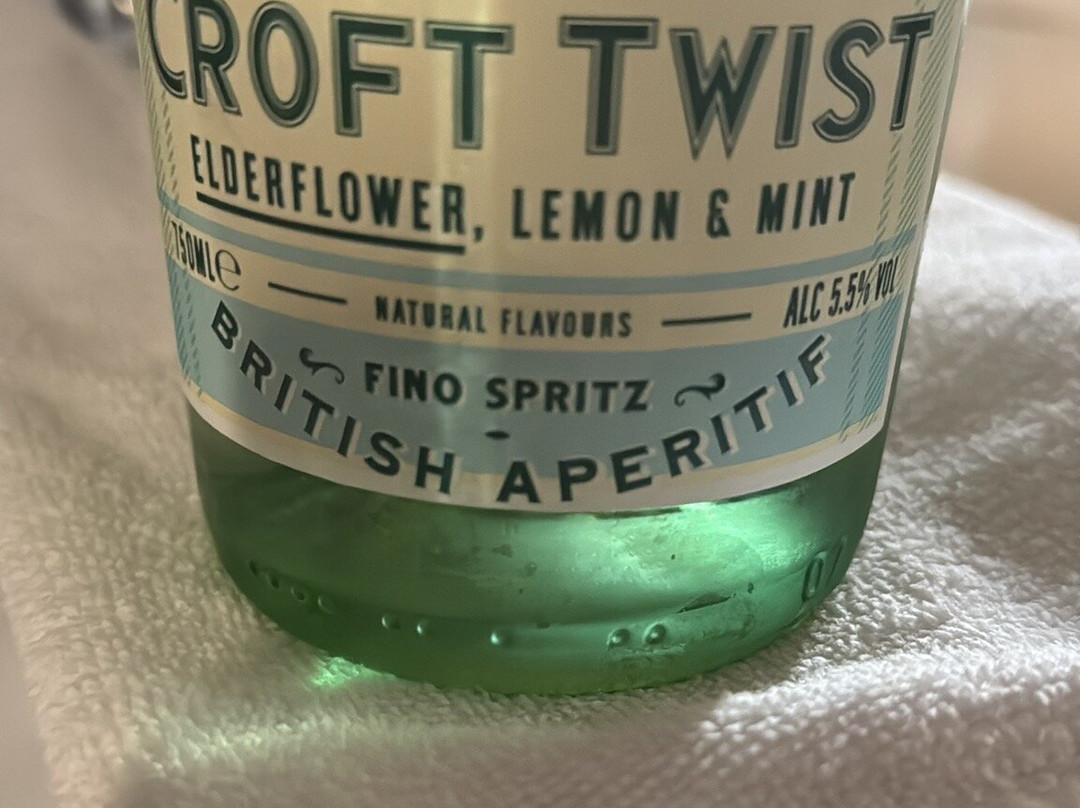 CROFT TWIST
ELDERFLOWER, LEMON & MINT
750ML℮ NATURAL FLAVOURS ALC 5.5% VOL
FINO SPRITZ
BRITISH APERITIF